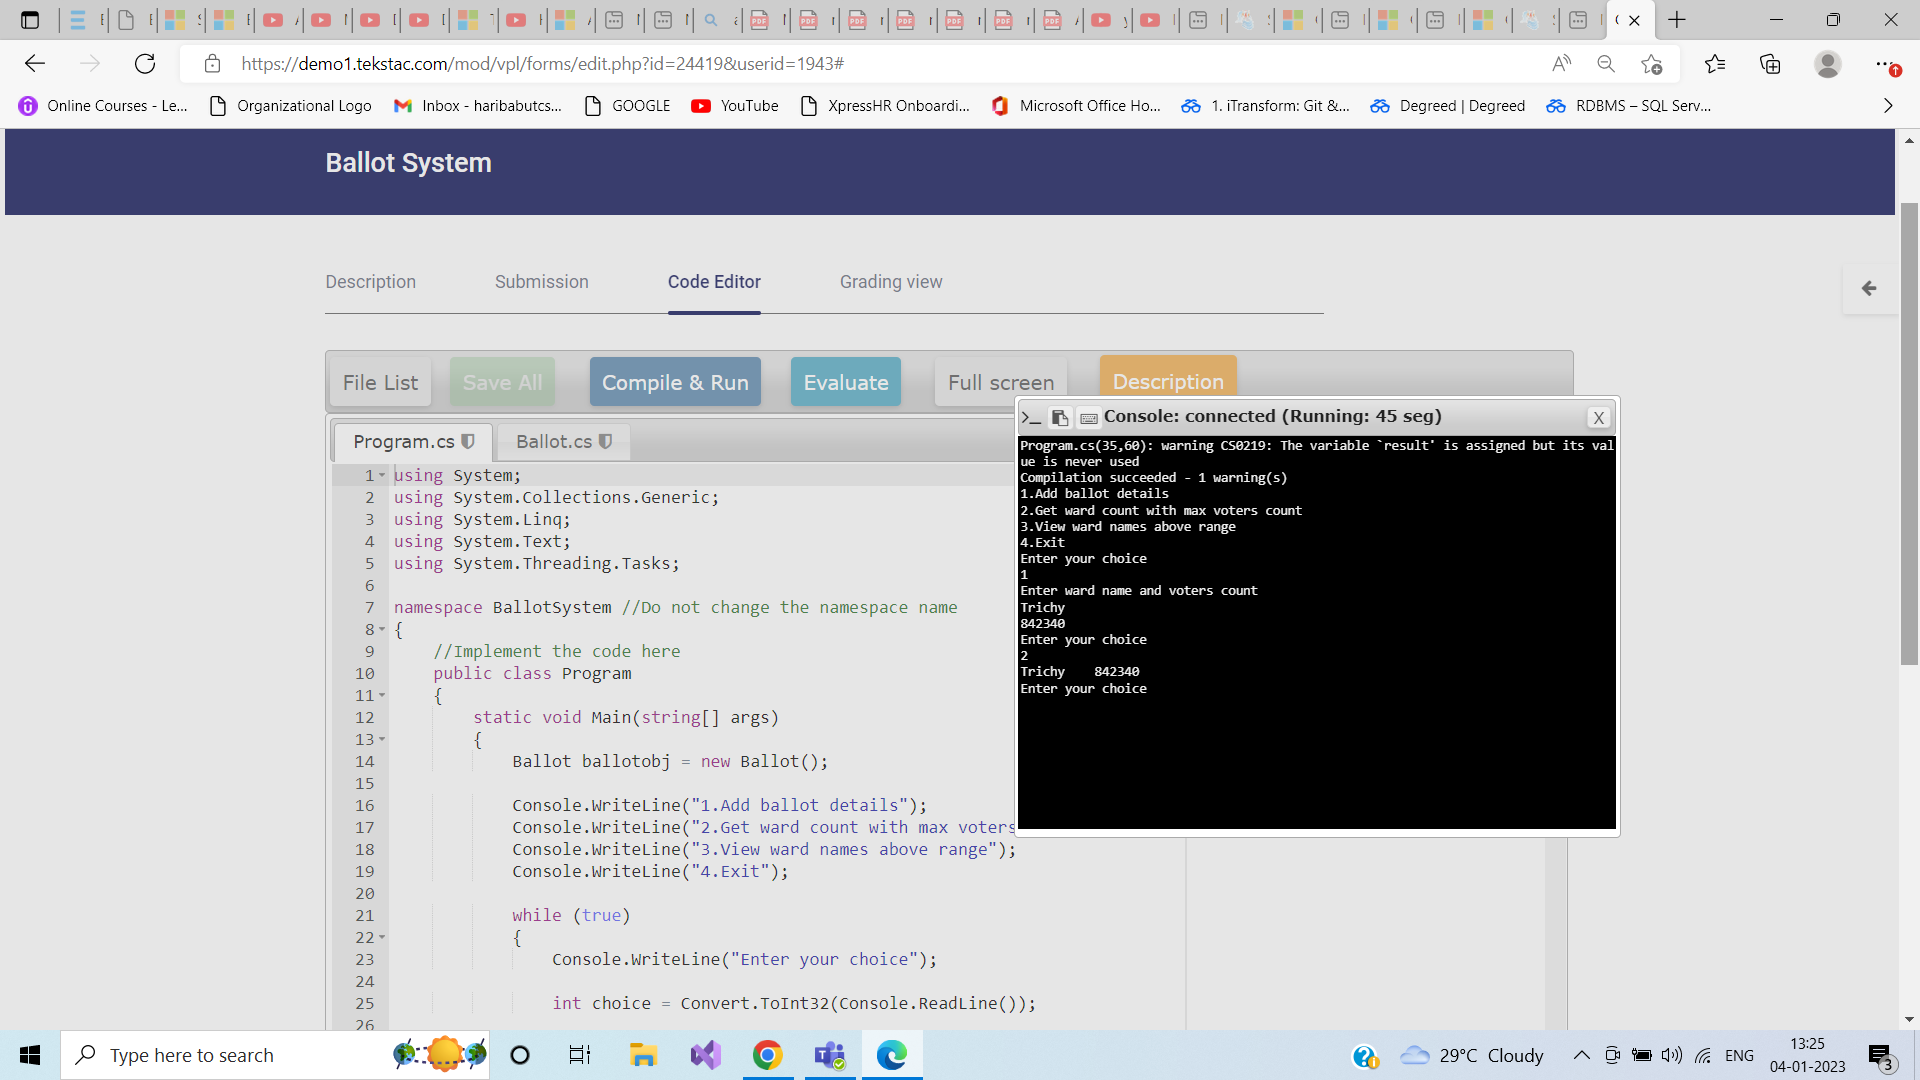 https://demo1.tekstac.com/mod/vpl/forms/edit.php?id=24419&userid=1943#
Online Courses - Le...
Organizational Logo
Inbox - haribabutcs...
GOOGLE
YouTube
XpressHR Onboardi...
Microsoft Office Ho...
1. iTransform: Git &...
Degreed | Degreed
RDBMS – SQL Serv...
Ballot System
Description
Submission
Code Editor
Grading view
File List
Save All
Compile & Run
Evaluate
Full screen
Description
Program.cs
Ballot.cs
1 using System;
2 using System.Collections.Generic;
3 using System.Linq;
4 using System.Text;
5 using System.Threading.Tasks;
6
7 namespace BallotSystem //Do not change the namespace name
8 {
9 //Implement the code here
10 public class Program
11 {
12 static void Main(string[] args)
13 {
14 Ballot ballotobj = new Ballot();
15
16 Console.WriteLine("1.Add ballot details");
17 Console.WriteLine("2.Get ward count with max voters
18 Console.WriteLine("3.View ward names above range");
19 Console.WriteLine("4.Exit");
20
21 while (true)
22 {
23 Console.WriteLine("Enter your choice");
24
25 int choice = Convert.ToInt32(Console.ReadLine());
26
Console: connected (Running: 45 seg)
X
Program.cs(35,60): warning CS0219: The variable `result' is assigned but its val
ue is never used
Compilation succeeded - 1 warning(s)
1.Add ballot details
2.Get ward count with max voters count
3.View ward names above range
4.Exit
Enter your choice
1
Enter ward name and voters count
Trichy
842340
Enter your choice
2
Trichy 842340
Enter your choice
Type here to search
29°C Cloudy
ENG
13:25
04-01-2023
3